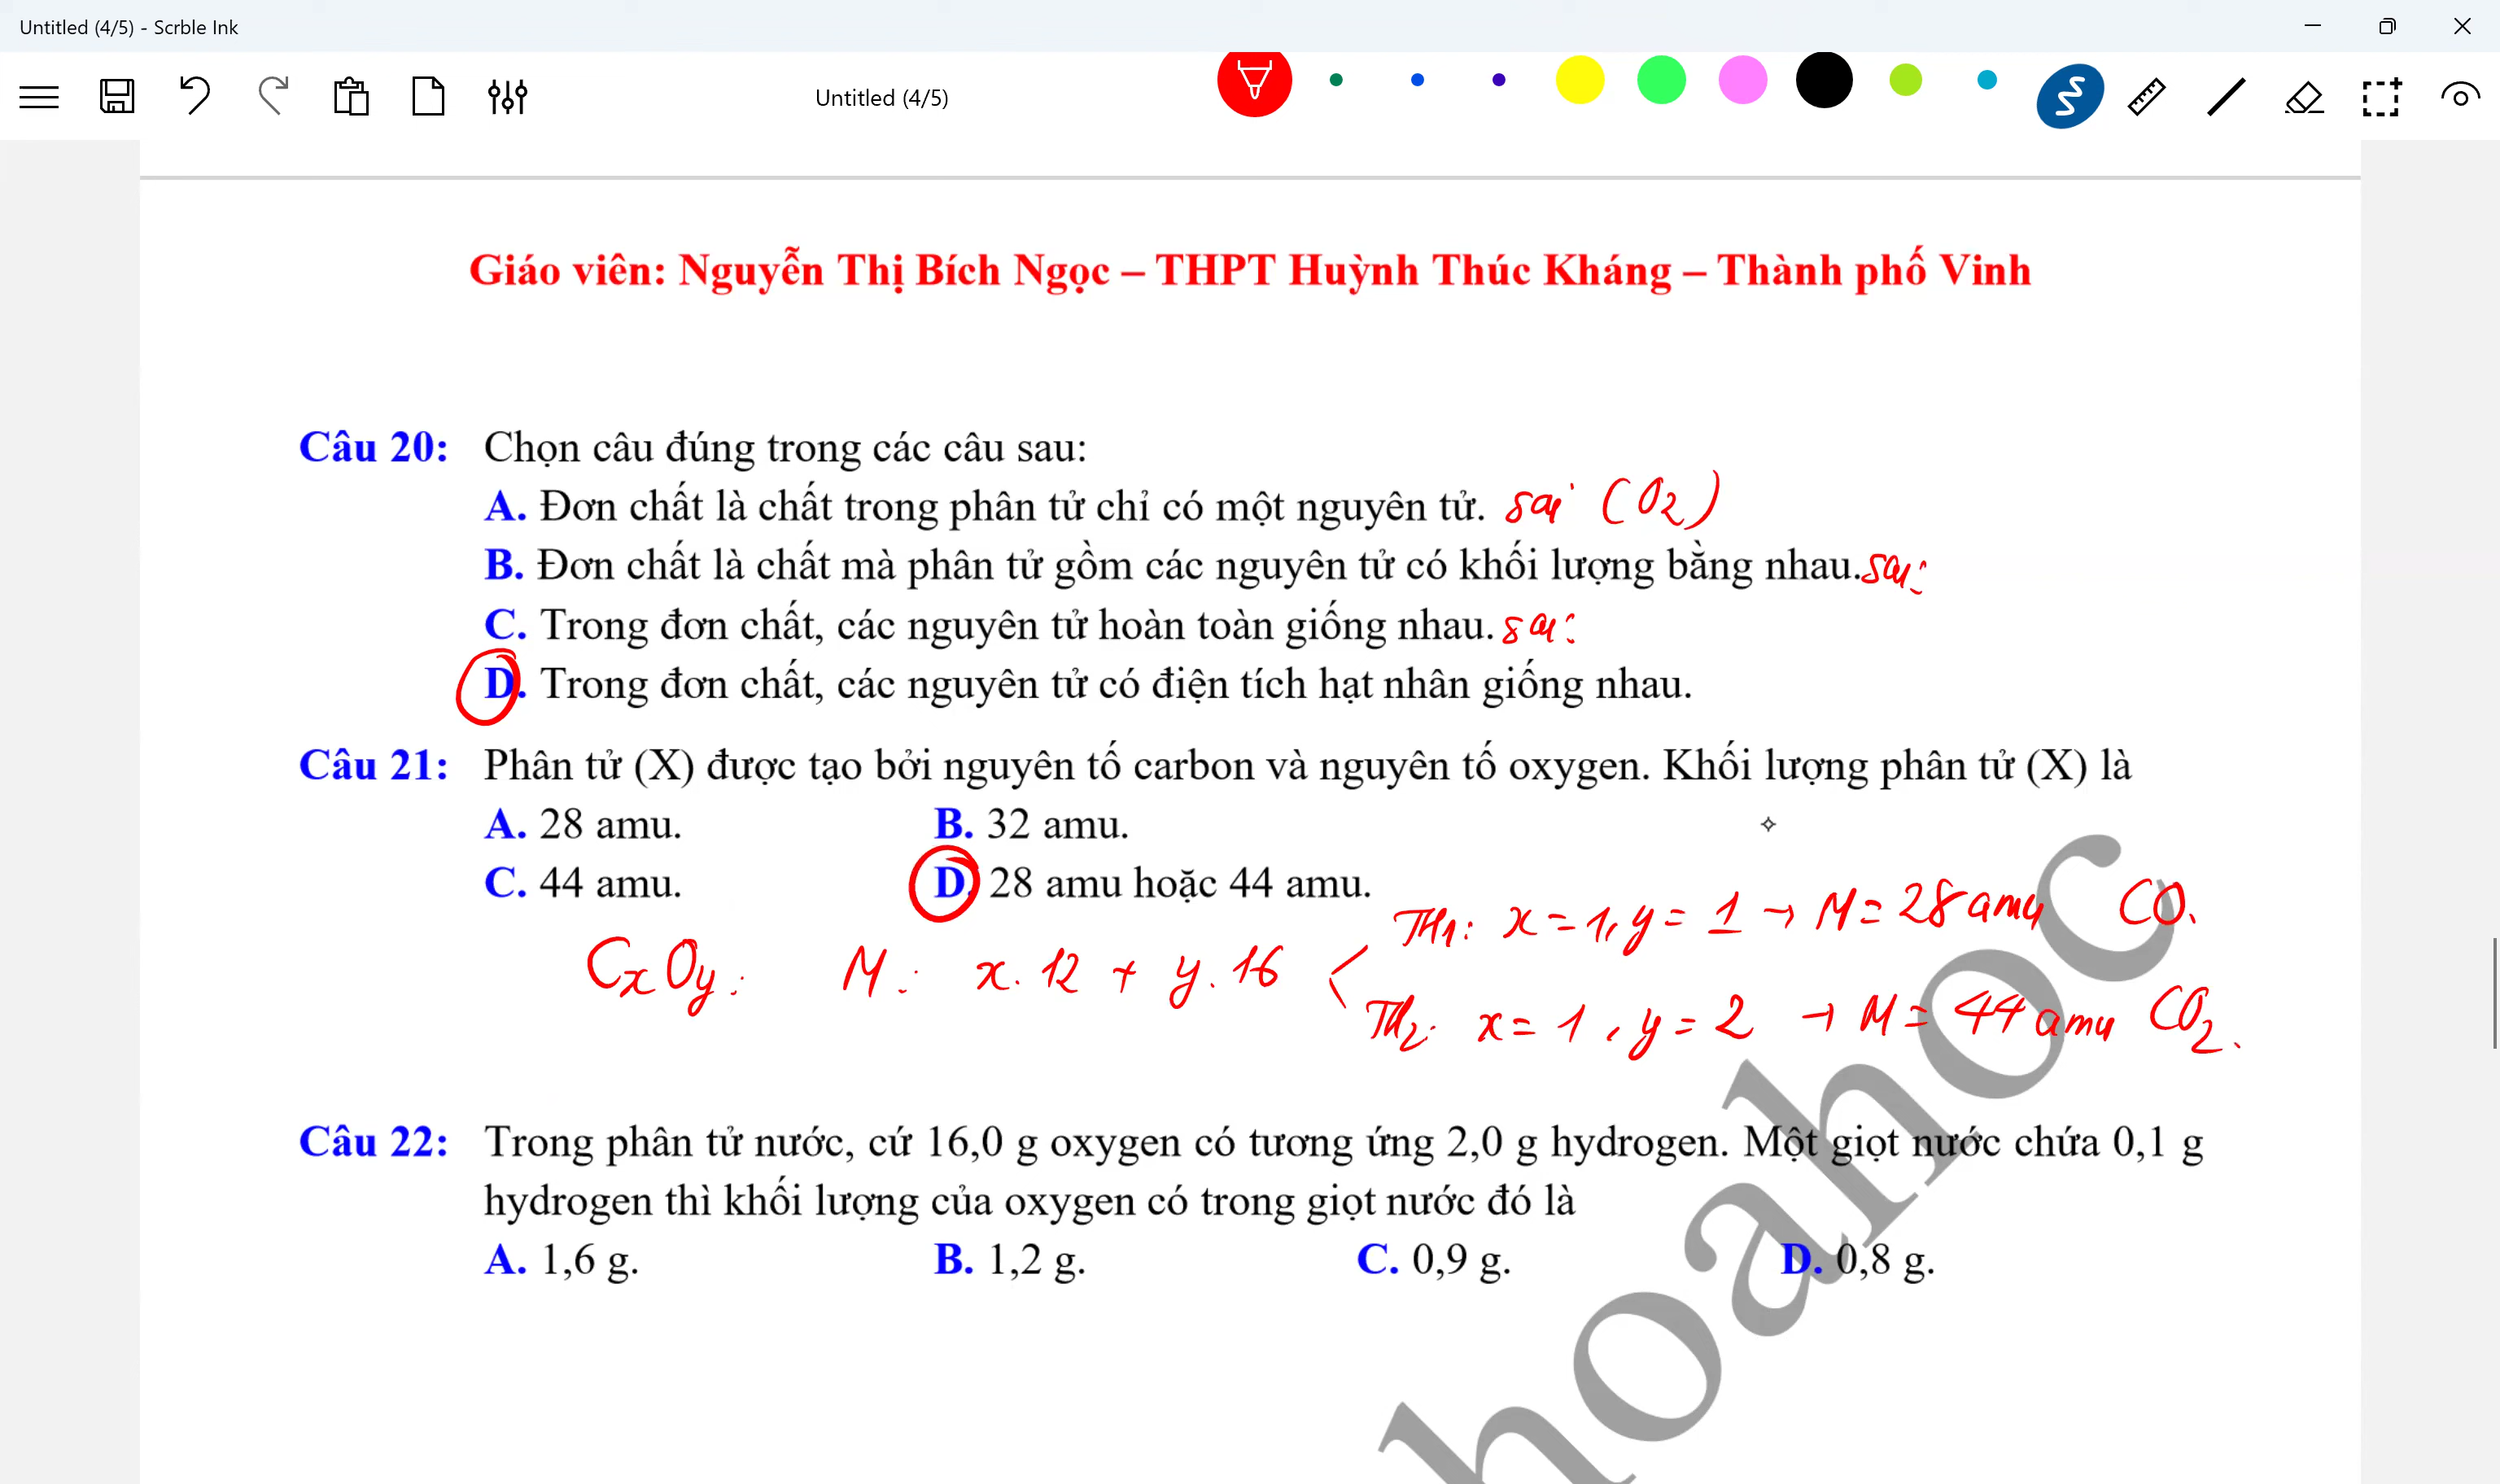 Untitled (4/5) - Scrble Ink
Untitled (4/5)
Giáo viên: Nguyễn Thị Bích Ngọc – THPT Huỳnh Thúc Kháng – Thành phố Vinh
Câu 20: Chọn câu đúng trong các câu sau:
A. Đơn chất là chất trong phân tử chỉ có một nguyên tử. sai (O2)
B. Đơn chất là chất mà phân tử gồm các nguyên tử có khối lượng bằng nhau. sai
C. Trong đơn chất, các nguyên tử hoàn toàn giống nhau. sai
D. Trong đơn chất, các nguyên tử có điện tích hạt nhân giống nhau.
Câu 21: Phân tử (X) được tạo bởi nguyên tố carbon và nguyên tố oxygen. Khối lượng phân tử (X) là
A. 28 amu. B. 32 amu.
C. 44 amu. D. 28 amu hoặc 44 amu.
TH1: x = 1, y = 1 → M = 28 amu CO.
CxOy: M: x. 12 + y. 16 <
TH2: x = 1, y = 2 → M = 44 amu CO2.
Câu 22: Trong phân tử nước, cứ 16,0 g oxygen có tương ứng 2,0 g hydrogen. Một giọt nước chứa 0,1 g
hydrogen thì khối lượng của oxygen có trong giọt nước đó là
A. 1,6 g. B. 1,2 g. C. 0,9 g. D. 0,8 g.
hoahoc